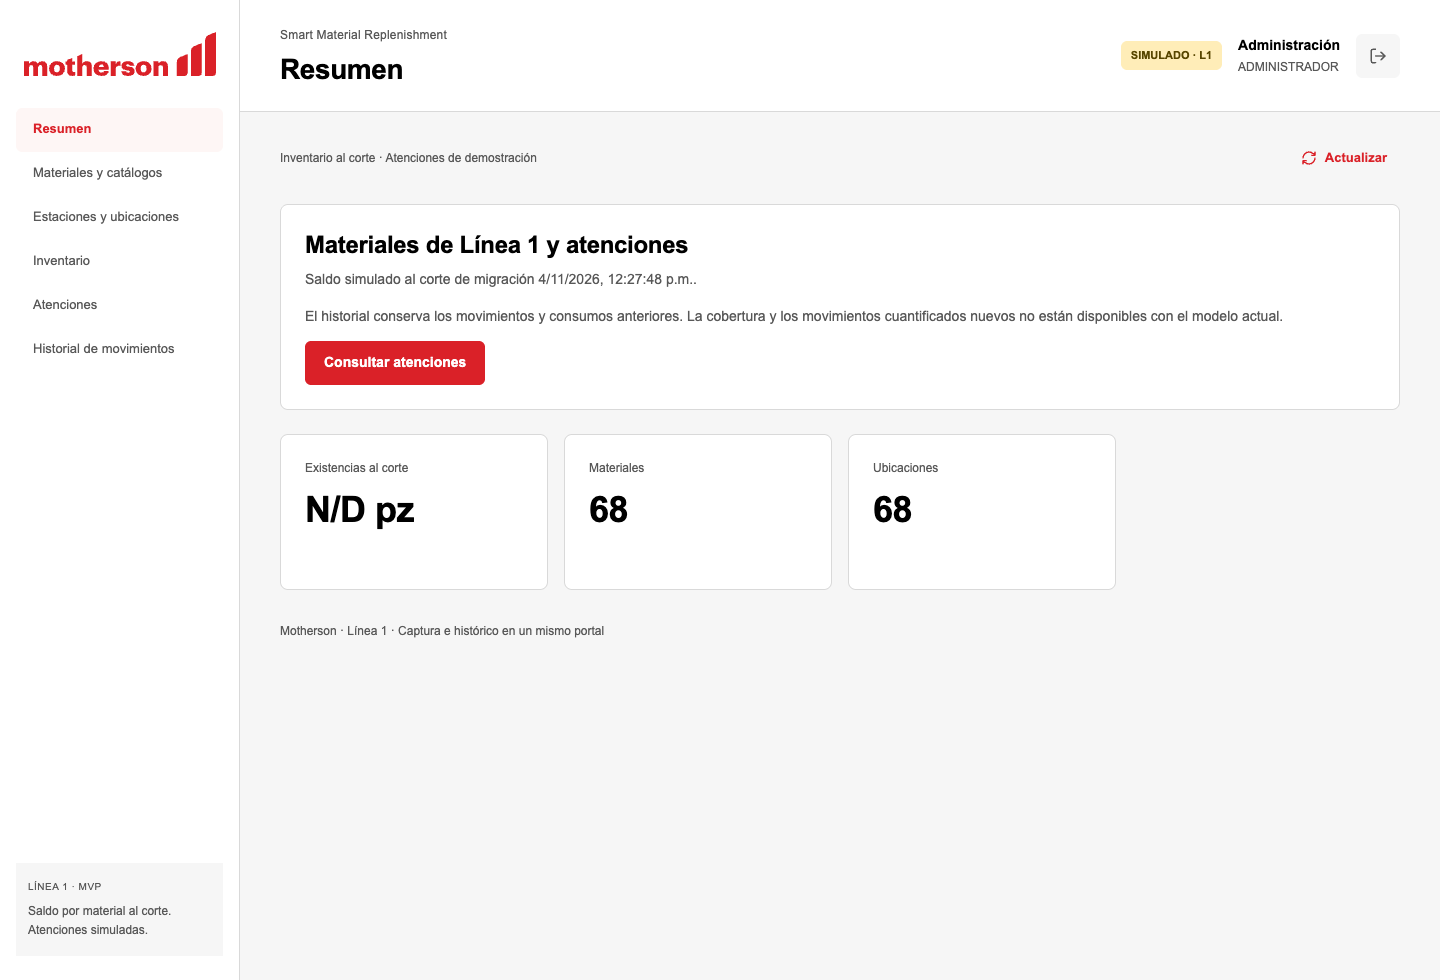 motherson
Resumen
Materiales y catálogos
Estaciones y ubicaciones
Inventario
Atenciones
Historial de movimientos
LÍNEA 1 · MVP
Saldo por material al corte.
Atenciones simuladas.
Smart Material Replenishment
Resumen
SIMULADO · L1
Administración
ADMINISTRADOR
Inventario al corte · Atenciones de demostración
Actualizar
Materiales de Línea 1 y atenciones
Saldo simulado al corte de migración 4/11/2026, 12:27:48 p.m..
El historial conserva los movimientos y consumos anteriores. La cobertura y los movimientos cuantificados nuevos no están disponibles con el modelo actual.
Consultar atenciones
Existencias al corte
N/D pz
Materiales
68
Ubicaciones
68
Motherson · Línea 1 · Captura e histórico en un mismo portal